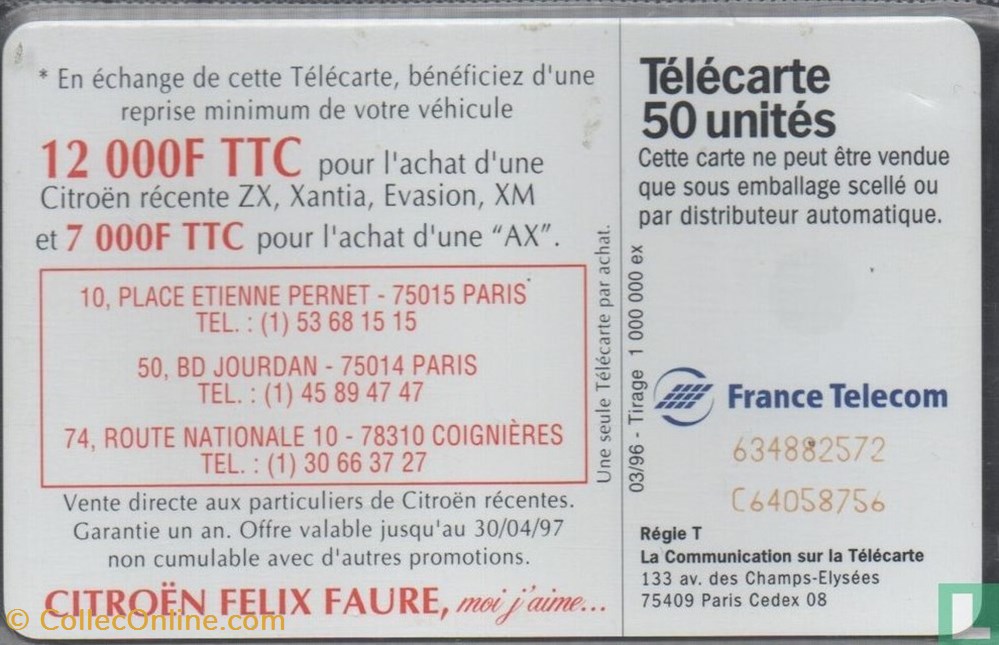 * En échange de cette Télécarte, bénéficiez d'une
reprise minimum de votre véhicule
12 000F TTC pour l'achat d'une
Citroën récente ZX, Xantia, Evasion, XM
et 7 000F TTC pour l'achat d'une "AX".
10, PLACE ETIENNE PERNET - 75015 PARIS
TEL. : (1) 53 68 15 15
50, BD JOURDAN - 75014 PARIS
TEL. : (1) 45 89 47 47
74, ROUTE NATIONALE 10 - 78310 COIGNIÈRES
TEL. : (1) 30 66 37 27
Vente directe aux particuliers de Citroën récentes.
Garantie un an. Offre valable jusqu'au 30/04/97
non cumulable avec d'autres promotions.
CITROËN FELIX FAURE, moi j'aime...
Une seule Télécarte par achat.
03/96 - Tirage 1 000 000 ex
Télécarte
50 unités
Cette carte ne peut être vendue
que sous emballage scellé ou
par distributeur automatique.
France Telecom
634882572
C64058756
Régie T
La Communication sur la Télécarte
133 av. des Champs-Elysées
75409 Paris Cedex 08
© CollecOnline.com
L